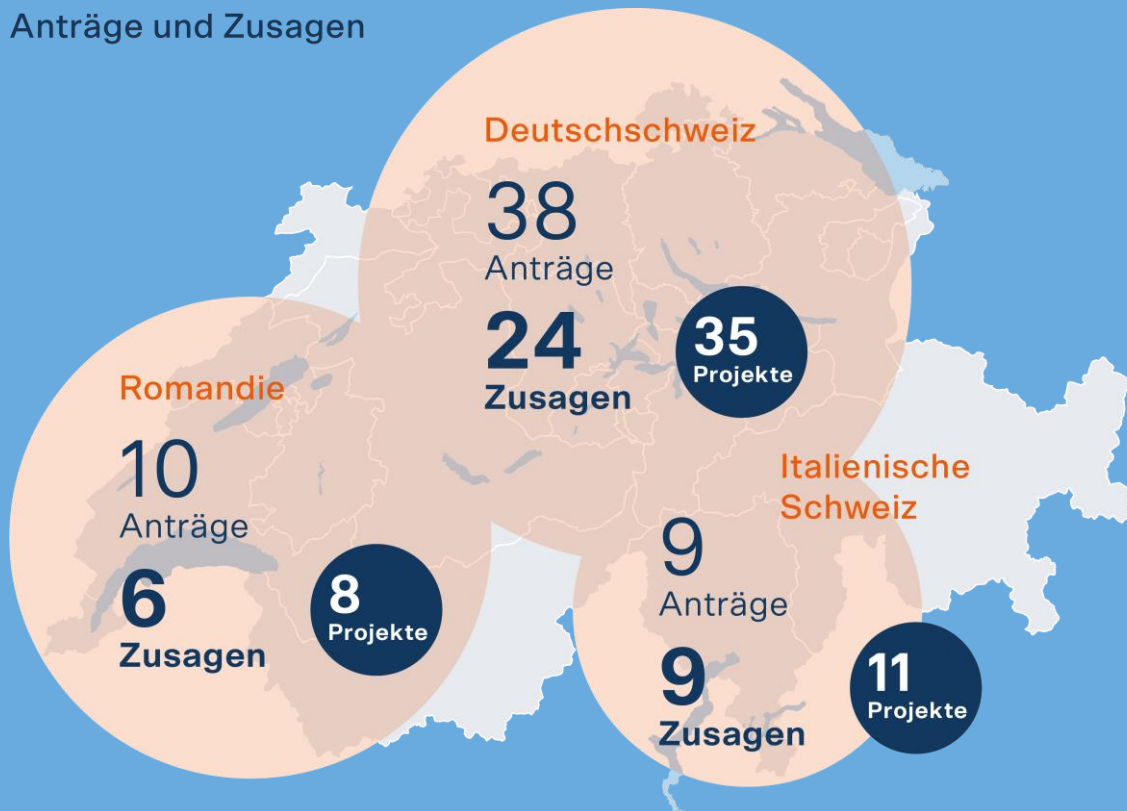 Anträge und Zusagen
Deutschschweiz
38
Anträge
24
Zusagen
35
Projekte
Romandie
10
Anträge
6
Zusagen
8
Projekte
Italienische
Schweiz
9
Anträge
9
Zusagen
11
Projekte